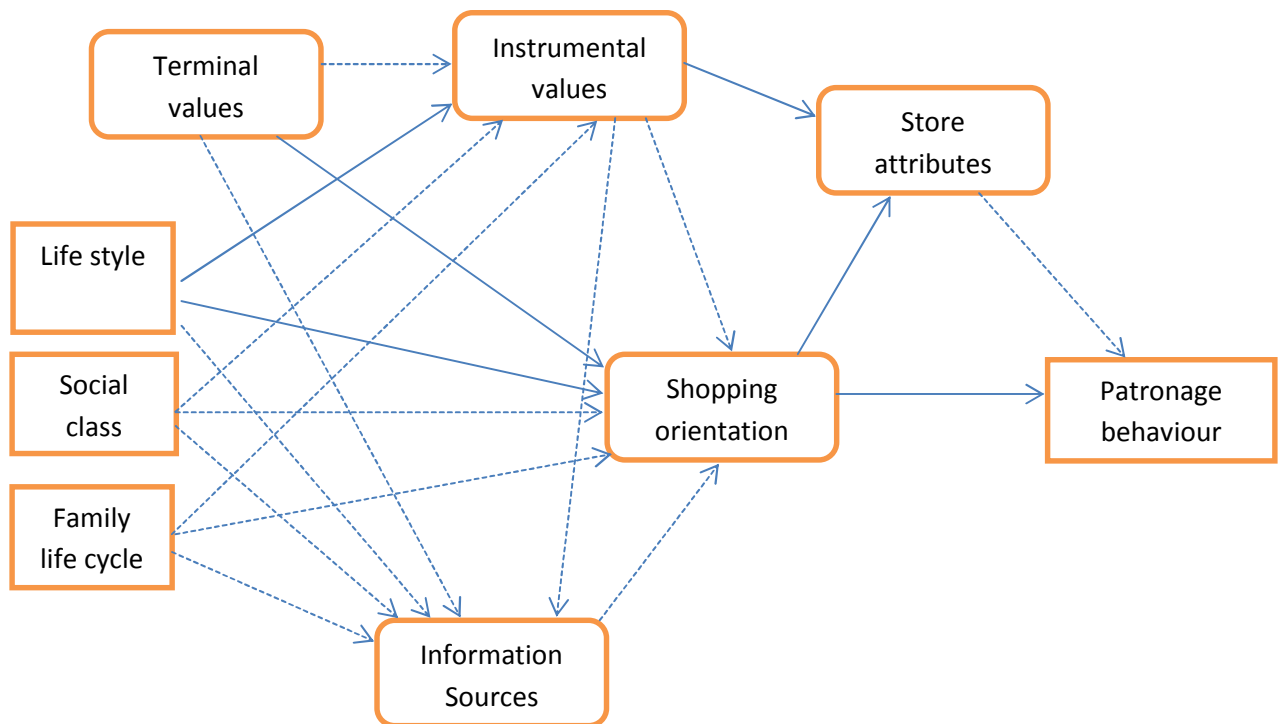 Terminal
values
Instrumental
values
Store
attributes
Life style
Social
class
Family
life cycle
Shopping
orientation
Patronage
behaviour
Information
Sources